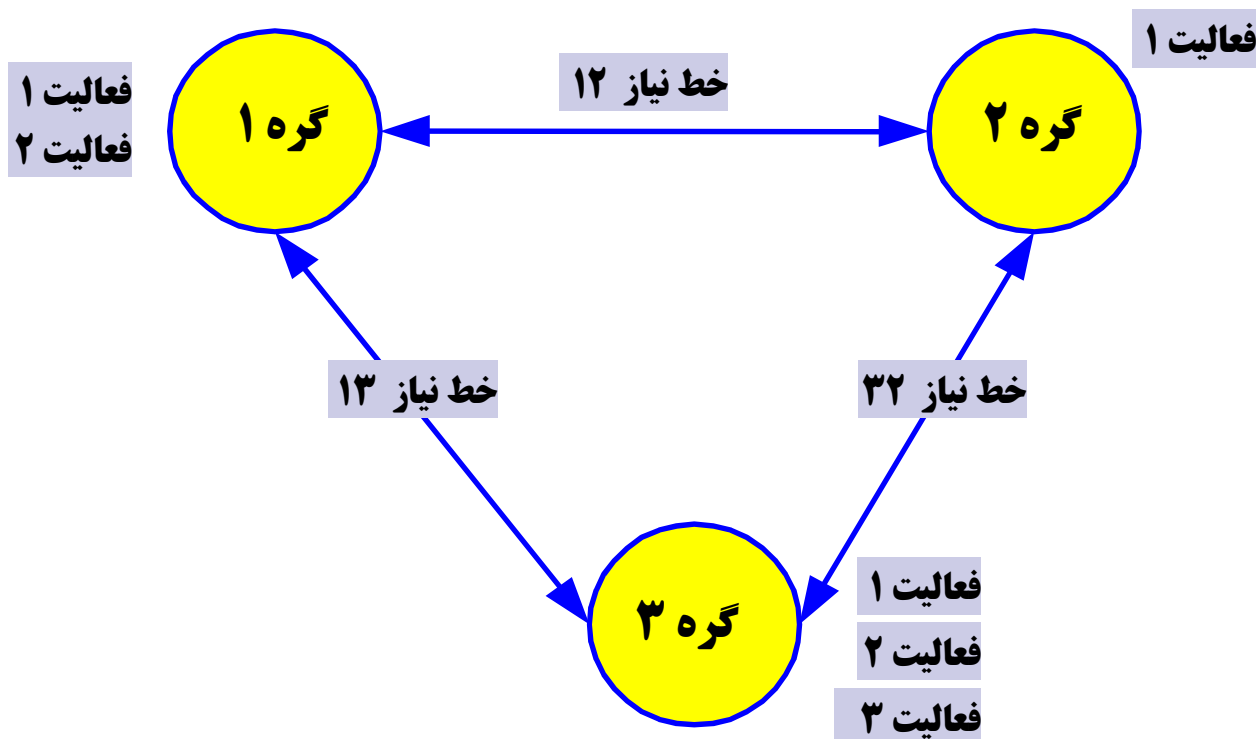 فعالیت ۱
گره ۲
خط نیاز ۱۲
گره ۱
فعالیت ۱
فعالیت ۲
خط نیاز ۳۲
خط نیاز ۱۳
گره ۳
فعالیت ۱
فعالیت ۲
فعالیت ۳